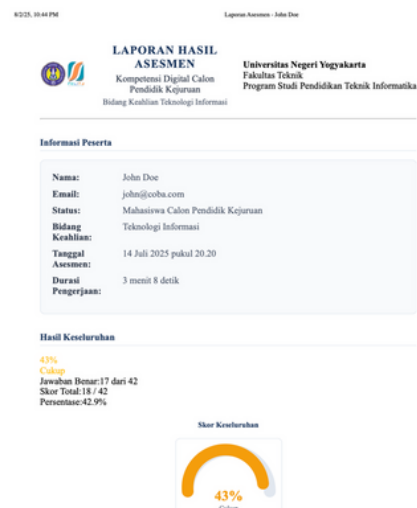 8/2/25, 10:44 PM
Laporan Asesmen - John Doe
LAPORAN HASIL
ASESMEN
Kompetensi Digital Calon
Pendidik Kejuruan
Bidang Keahlian Teknologi Informasi
Universitas Negeri Yogyakarta
Fakultas Teknik
Program Studi Pendidikan Teknik Informatika
Informasi Peserta
Nama: John Doe
Email: john@coba.com
Status: Mahasiswa Calon Pendidik Kejuruan
Bidang Keahlian: Teknologi Informasi
Tanggal Asesmen: 14 Juli 2025 pukul 20.20
Durasi Pengerjaan: 3 menit 8 detik
Hasil Keseluruhan
43%
Cukup
Jawaban Benar:17 dari 42
Skor Total:18 / 42
Persentase:42.9%
Skor Keseluruhan
43%
Cukup